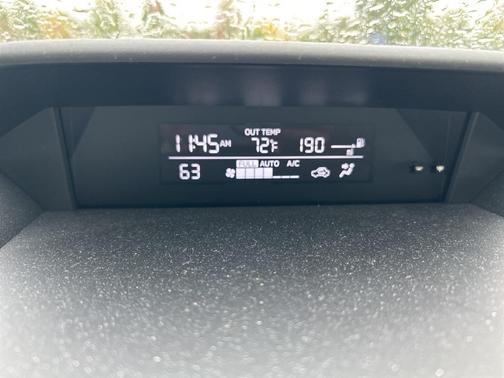 OUT TEMP
11:45AM 72°F 190
FULL AUTO A/C
63